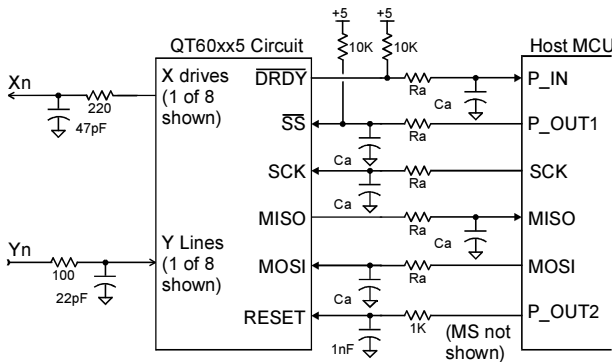 +5 +5
QT60xx5 Circuit
Host MCU
10K 10K
Xn
X drives
(1 of 8
shown)
220
47pF
DRDY
Ra
Ca
P_IN
SS
Ca
Ra
P_OUT1
SCK
Ca
Ra
SCK
MISO
Ra
Ca
MISO
Yn
100
22pF
Y Lines
(1 of 8
shown)
MOSI
Ca
Ra
MOSI
RESET
1nF
1K
P_OUT2
(MS not
shown)